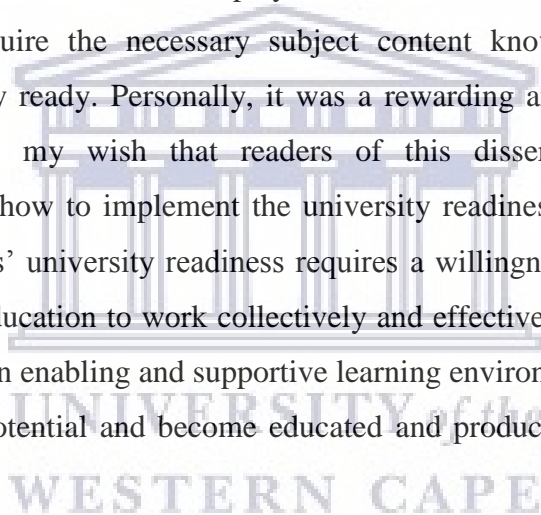 uire the necessary subject content know
y ready. Personally, it was a rewarding a
my wish that readers of this disser
how to implement the university readines
s' university readiness requires a willingn
ducation to work collectively and effective
n enabling and supportive learning environ
UNIVERSITY of the
otential and become educated and produc
WESTERN CAPE